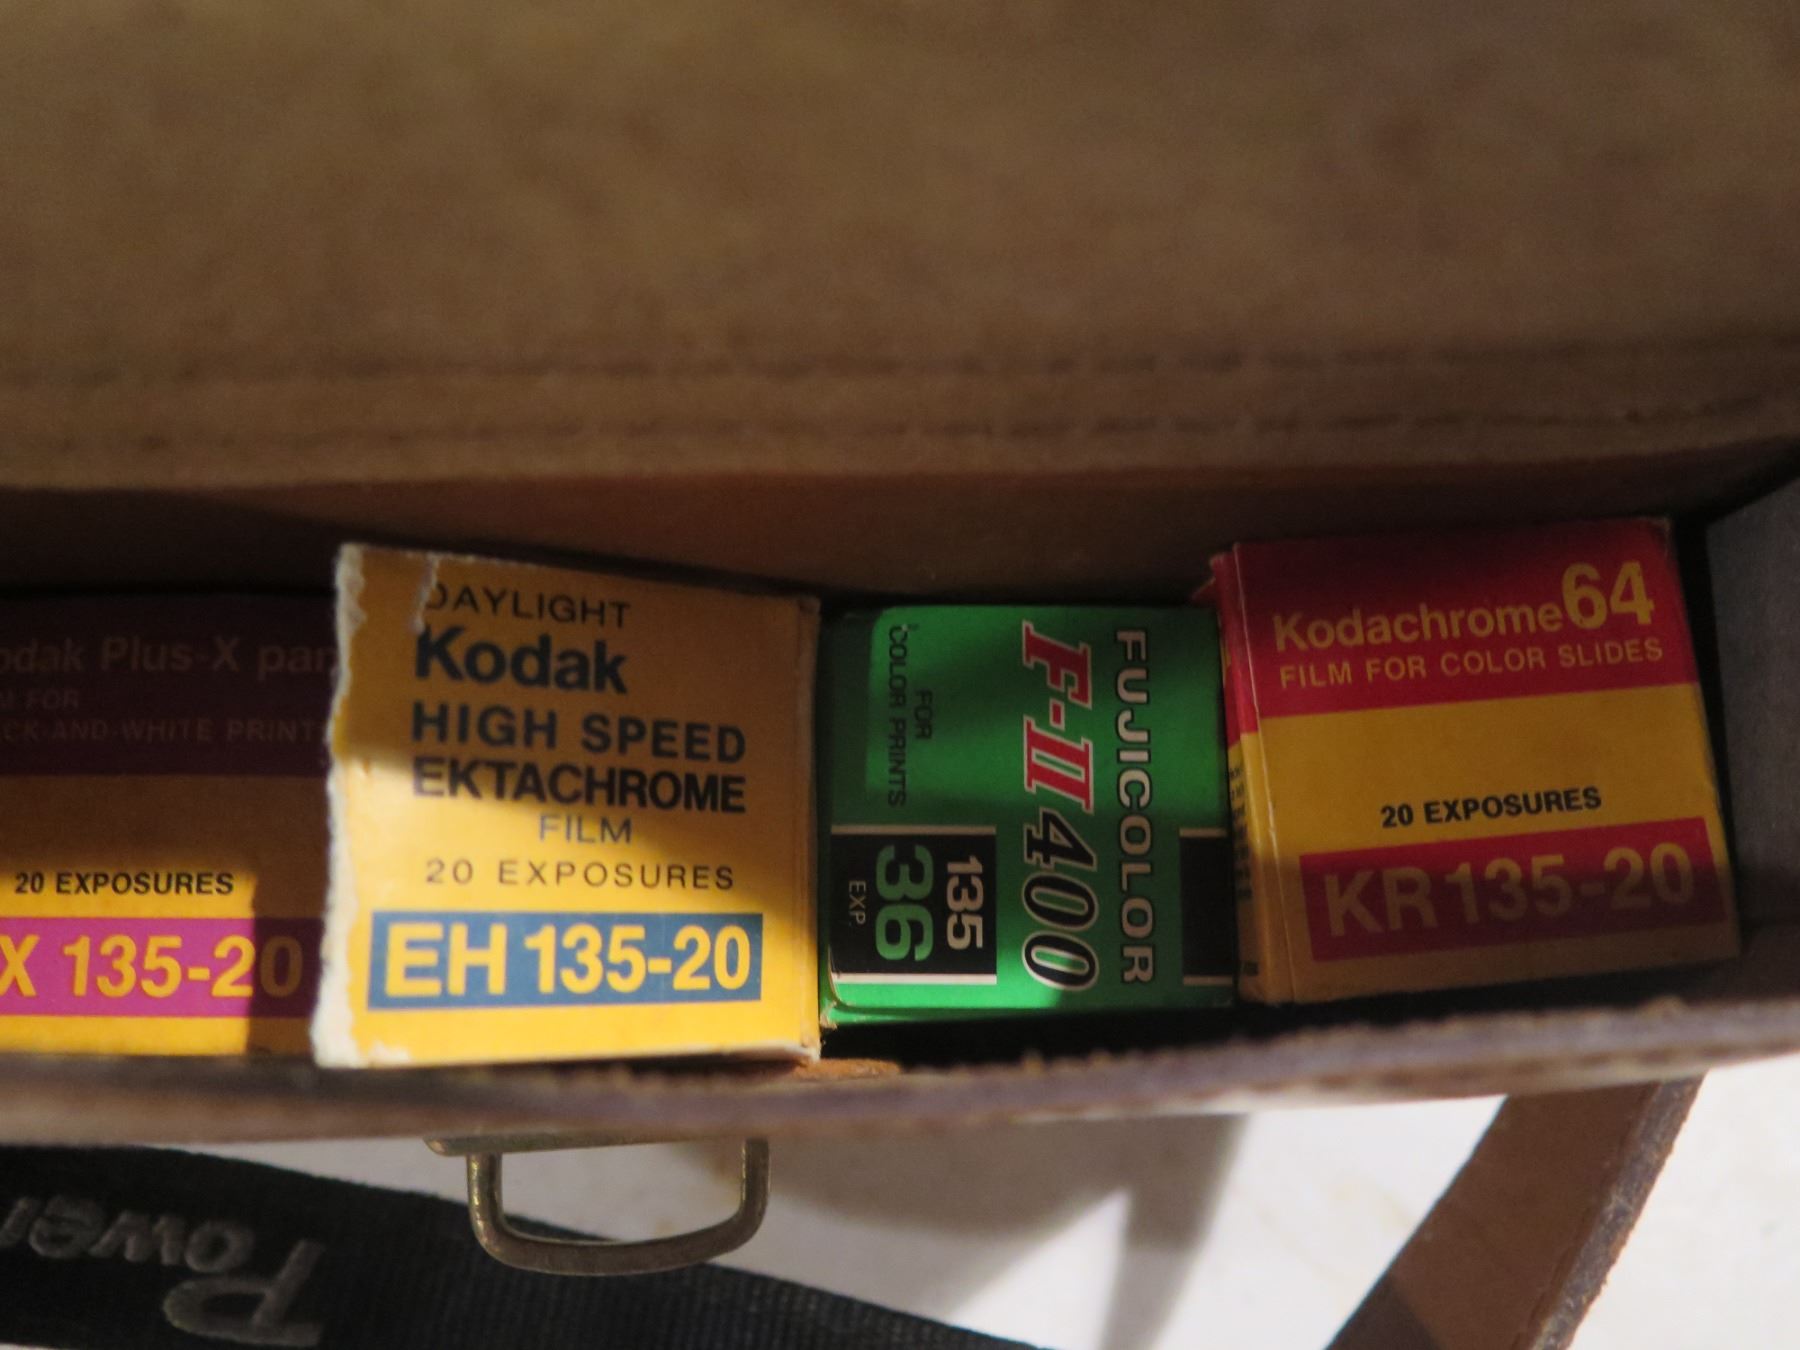 odak Plus-X pan
M FOR
CK-AND-WHITE PRINTS
20 EXPOSURES
X 135-20
DAYLIGHT
Kodak
HIGH SPEED
EKTACHROME
FILM
20 EXPOSURES
EH 135-20
FUJICOLOR
F-II 400
FOR
COLOR PRINTS
135
36
EXP
Kodachrome 64
FILM FOR COLOR SLIDES
20 EXPOSURES
KR 135-20
Power